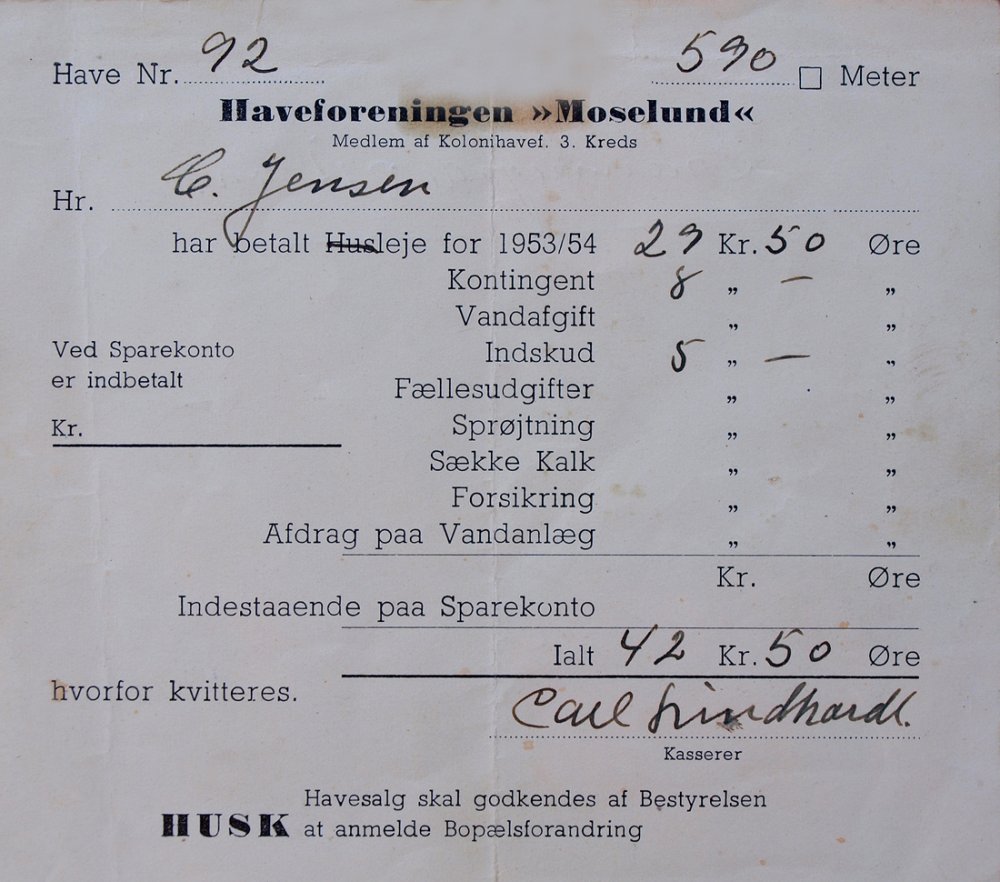 Have Nr. 92 590 □ Meter
Haveforeningen »Moselund«
Medlem af Kolonihavef. 3. Kreds
Hr. C. Jensen
har betalt Husleje for 1953/54 29 Kr. 50 Øre
Kontingent 8 „ — „
Vandafgift „ „
Ved Sparekonto
er indbetalt
Kr.
Indskud 5 „ — „
Fællesudgifter „ „
Sprøjtning „ „
Sække Kalk „ „
Forsikring „ „
Afdrag paa Vandanlæg „ „
Kr. Øre
Indestaaende paa Sparekonto
Ialt 42 Kr. 50 Øre
hvorfor kvitteres.
Carl Lindhardt.
Kasserer
HUSK Havesalg skal godkendes af Bestyrelsen
at anmelde Bopælsforandring